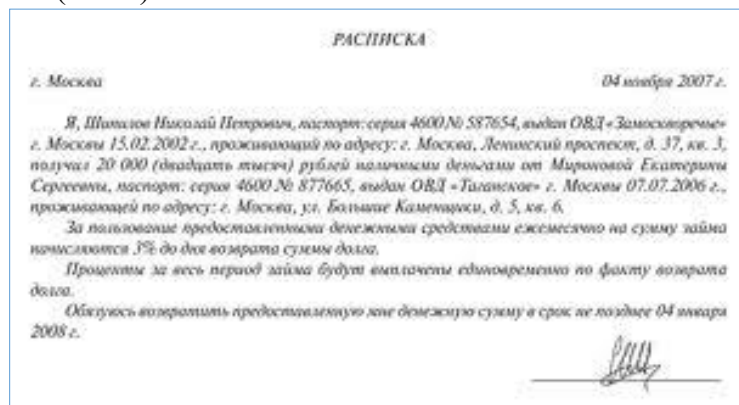 РАСПИСКА
г. Москва 04 ноября 2007 г.
Я, Шипилов Николай Петрович, паспорт: серия 4600 № 587654, выдан ОВД «Замоскворечье»
г. Москвы 15.02.2002 г., проживающий по адресу: г. Москва, Ленинский проспект, д. 37, кв. 3,
получил 20 000 (двадцать тысяч) рублей наличными деньгами от Мироновой Екатерины
Сергеевны, паспорт: серия 4600 № 877665, выдан ОВД «Таганское» г. Москвы 07.07.2006 г.,
проживающей по адресу: г. Москва, ул. Большие Каменщики, д. 5, кв. 6.
За пользование предоставленными денежными средствами ежемесячно на сумму займа
начисляются 3% до дня возврата суммы долга.
Проценты за весь период займа будут выплачены единовременно по факту возврата
долга.
Обязуюсь возвратить предоставленную мне денежную сумму в срок не позднее 04 января
2008 г.